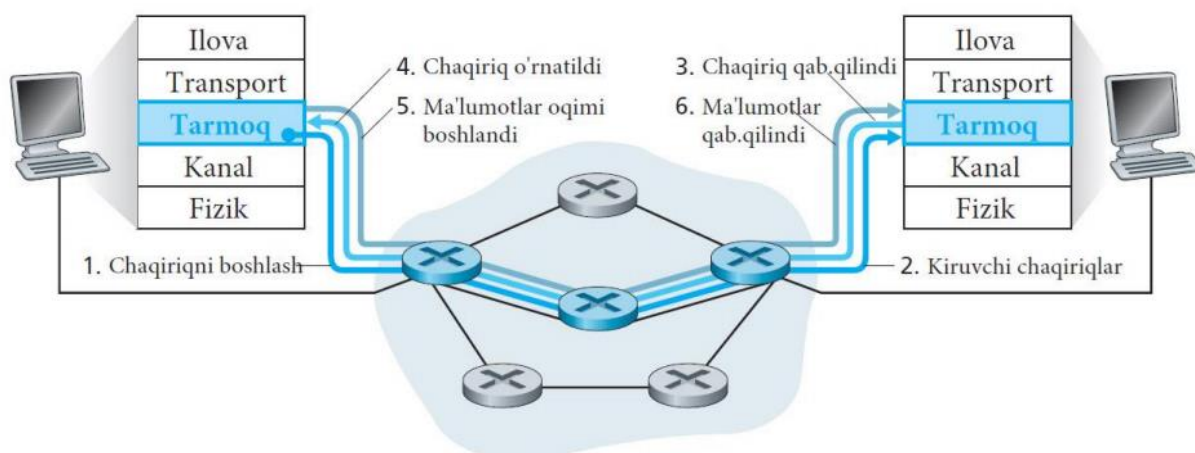 Ilova
Transport
Tarmoq
Kanal
Fizik
4. Chaqiriq o'rnatildi
5. Ma'lumotlar oqimi
boshlandi
1. Chaqiriqni boshlash
3. Chaqiriq qab.qilindi
6. Ma'lumotlar
qab.qilindi
2. Kiruvchi chaqiriqlar
Ilova
Transport
Tarmoq
Kanal
Fizik